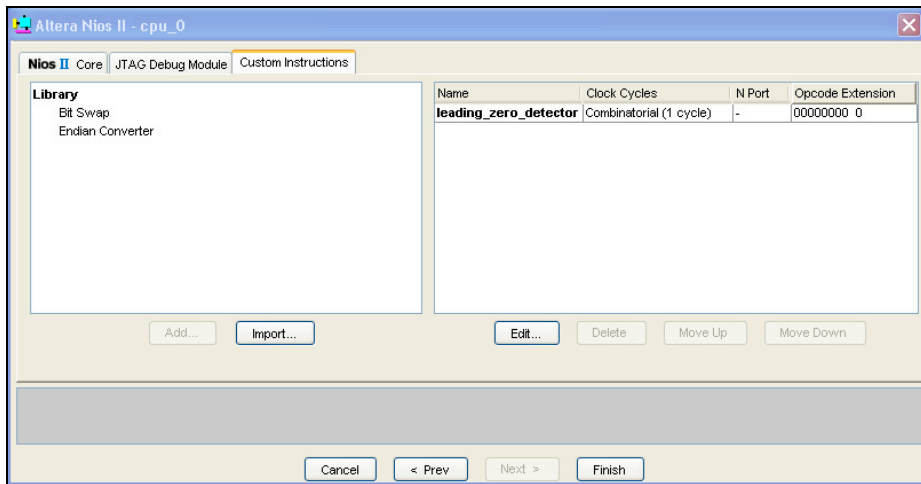 Altera Nios II - cpu_0
Nios II Core JTAG Debug Module Custom Instructions
Library
Bit Swap
Endian Converter
Name Clock Cycles N Port Opcode Extension
leading_zero_detector Combinatorial (1 cycle) - 00000000 0
Add... Import... Edit... Delete Move Up Move Down
Cancel < Prev Next > Finish